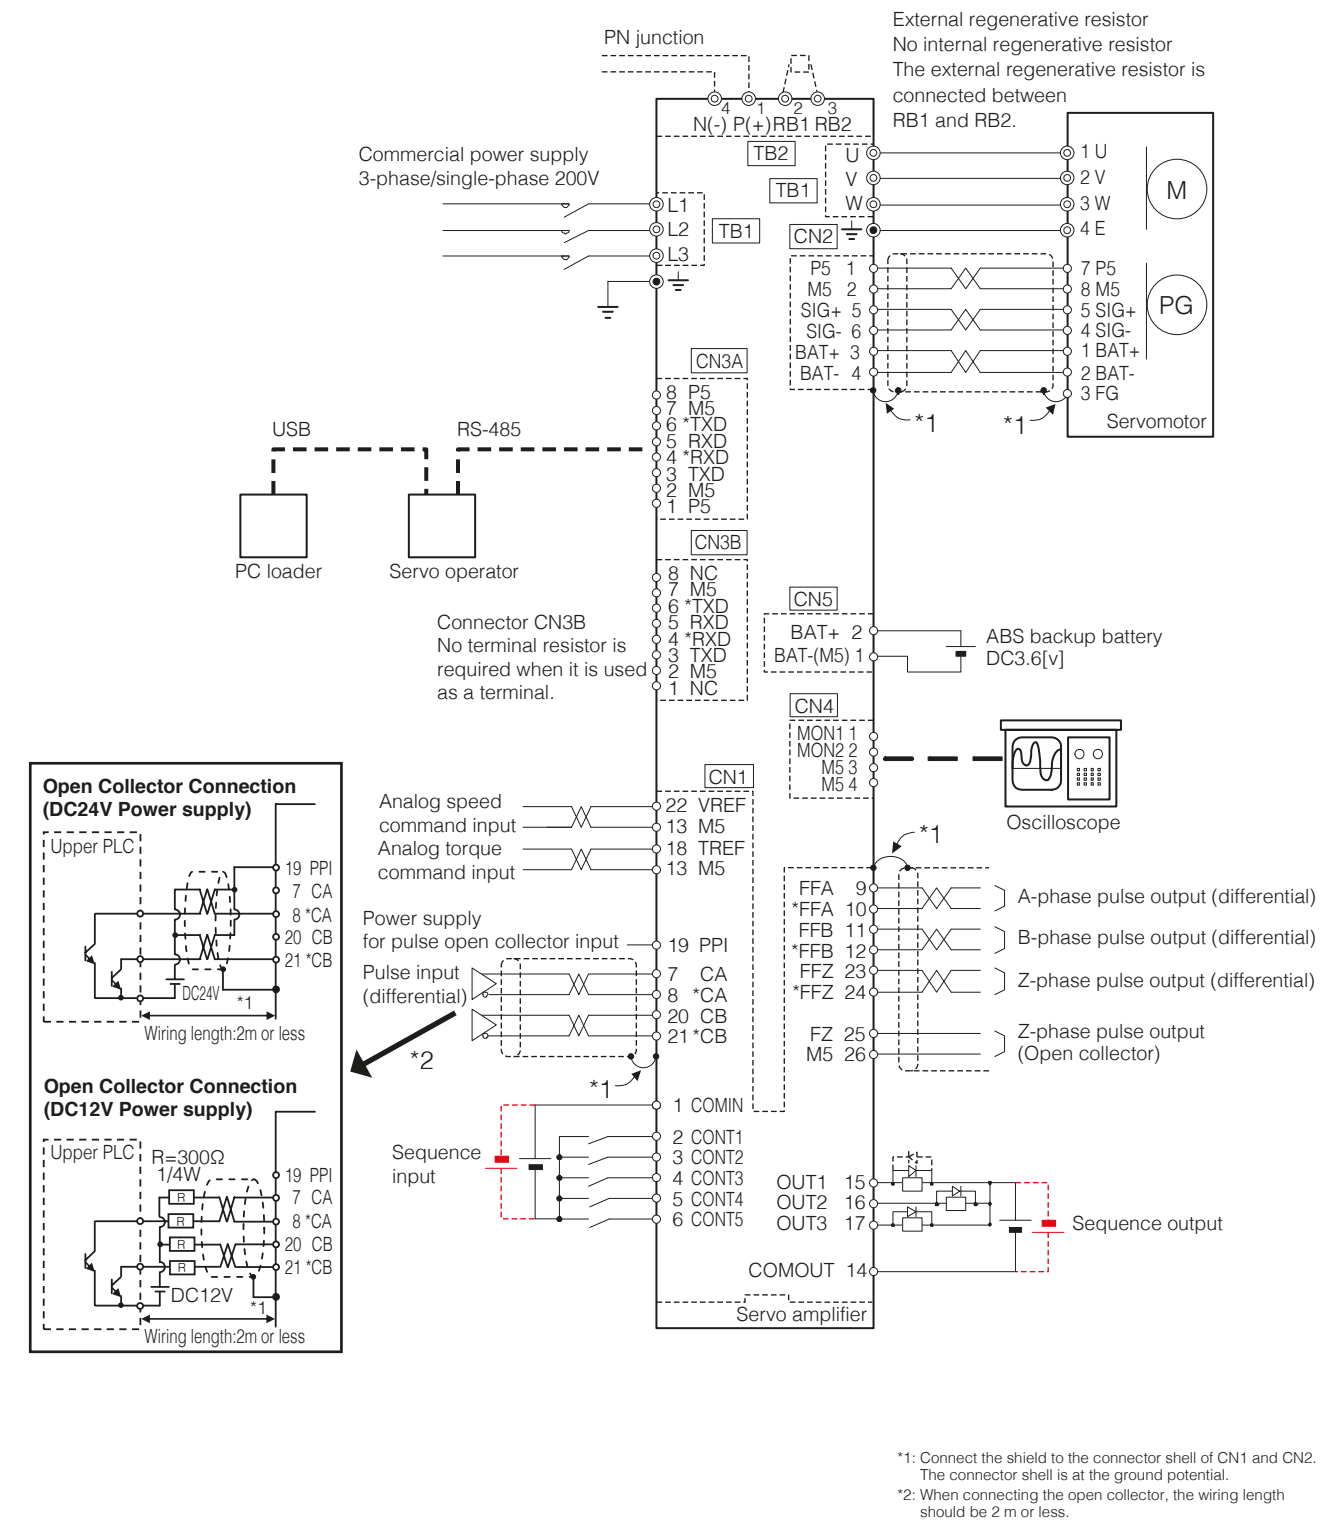 External regenerative resistor
No internal regenerative resistor
The external regenerative resistor is
connected between
RB1 and RB2.
PN junction
4 1 2 3
N(-) P(+) RB1 RB2
TB2
Commercial power supply
3-phase/single-phase 200V
L1
L2
L3
TB1
TB1
U
V
W
1 U
2 V
3 W
4 E
M
CN2
P5 1
M5 2
SIG+ 5
SIG- 6
BAT+ 3
BAT- 4
7 P5
8 M5
5 SIG+
4 SIG-
1 BAT+
2 BAT-
3 FG
PG
*1
*1
Servomotor
CN3A
8 P5
7 M5
6 *TXD
5 RXD
4 *RXD
3 TXD
2 M5
1 P5
USB
RS-485
PC loader
Servo operator
CN3B
8 NC
7 M5
6 *TXD
5 RXD
4 *RXD
3 TXD
2 M5
1 NC
Connector CN3B
No terminal resistor is
required when it is used
as a terminal.
CN5
BAT+ 2
BAT-(M5) 1
ABS backup battery
DC3.6[v]
CN4
MON1 1
MON2 2
M5 3
M5 4
Oscilloscope
CN1
Analog speed
command input
22 VREF
13 M5
Analog torque
command input
18 TREF
13 M5
Power supply
for pulse open collector input
19 PPI
Pulse input
(differential)
7 CA
8 *CA
20 CB
21 *CB
*2
*1
1 COMIN
2 CONT1
3 CONT2
4 CONT3
5 CONT4
6 CONT5
Sequence
input
*1
FFA 9
*FFA 10
FFB 11
*FFB 12
FFZ 23
*FFZ 24
FZ 25
M5 26
A-phase pulse output (differential)
B-phase pulse output (differential)
Z-phase pulse output (differential)
Z-phase pulse output
(Open collector)
OUT1 15
OUT2 16
OUT3 17
COMOUT 14
Sequence output
Servo amplifier
Open Collector Connection
(DC24V Power supply)
Upper PLC
19 PPI
7 CA
8 *CA
20 CB
21 *CB
DC24V
*1
Wiring length:2m or less
Open Collector Connection
(DC12V Power supply)
Upper PLC
R=300Ω
1/4W
R
R
R
R
19 PPI
7 CA
8 *CA
20 CB
21 *CB
DC12V
*1
Wiring length:2m or less
*1: Connect the shield to the connector shell of CN1 and CN2.
The connector shell is at the ground potential.
*2: When connecting the open collector, the wiring length
should be 2 m or less.